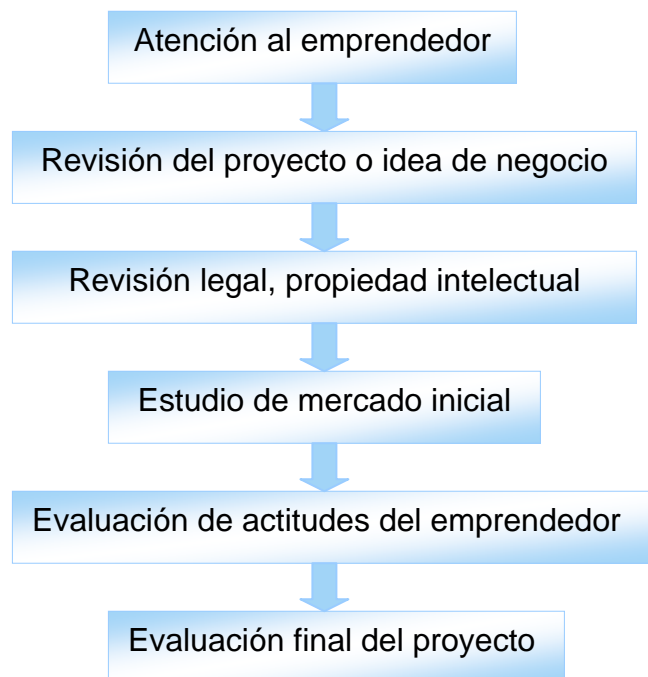 Atención al emprendedor
Revisión del proyecto o idea de negocio
Revisión legal, propiedad intelectual
Estudio de mercado inicial
Evaluación de actitudes del emprendedor
Evaluación final del proyecto